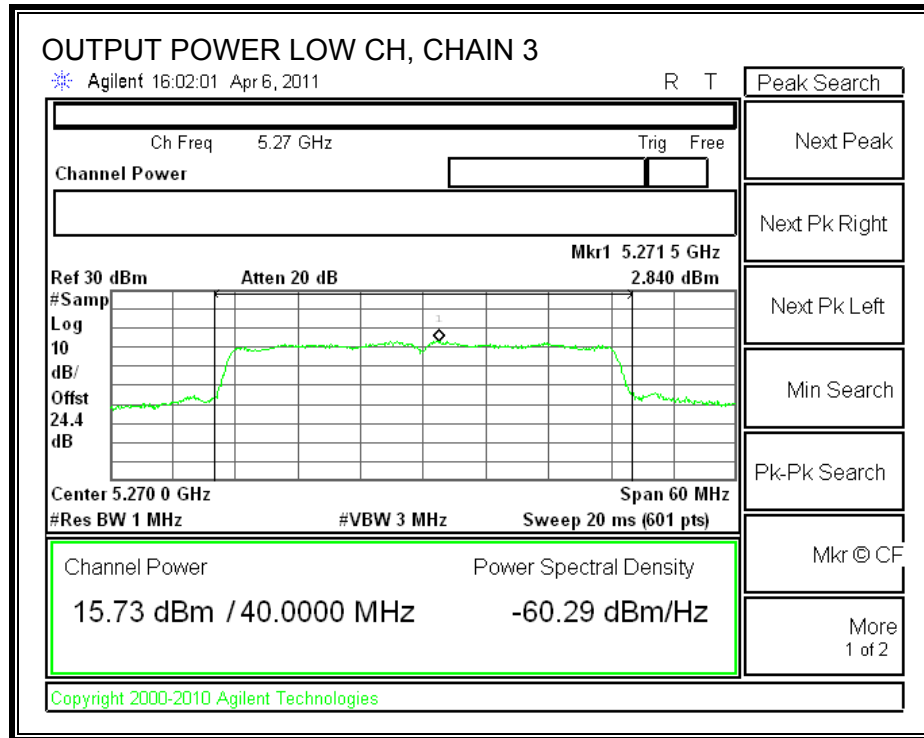 OUTPUT POWER LOW CH, CHAIN 3
Agilent 16:02:01 Apr 6, 2011 R T
Peak Search
Ch Freq 5.27 GHz Trig Free
Channel Power
Mkr1 5.271 5 GHz
Ref 30 dBm Atten 20 dB 2.840 dBm
#Samp
Log
10
dB/
Offst
24.4
dB
1
Center 5.270 0 GHz Span 60 MHz
#Res BW 1 MHz #VBW 3 MHz Sweep 20 ms (601 pts)
Channel Power Power Spectral Density
15.73 dBm / 40.0000 MHz -60.29 dBm/Hz
Next Peak
Next Pk Right
Next Pk Left
Min Search
Pk-Pk Search
Mkr © CF
More
1 of 2
Copyright 2000-2010 Agilent Technologies